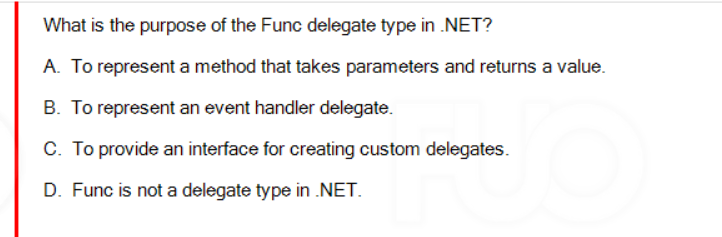 What is the purpose of the Func delegate type in .NET?
A. To represent a method that takes parameters and returns a value.
B. To represent an event handler delegate.
C. To provide an interface for creating custom delegates.
D. Func is not a delegate type in .NET.
FUO